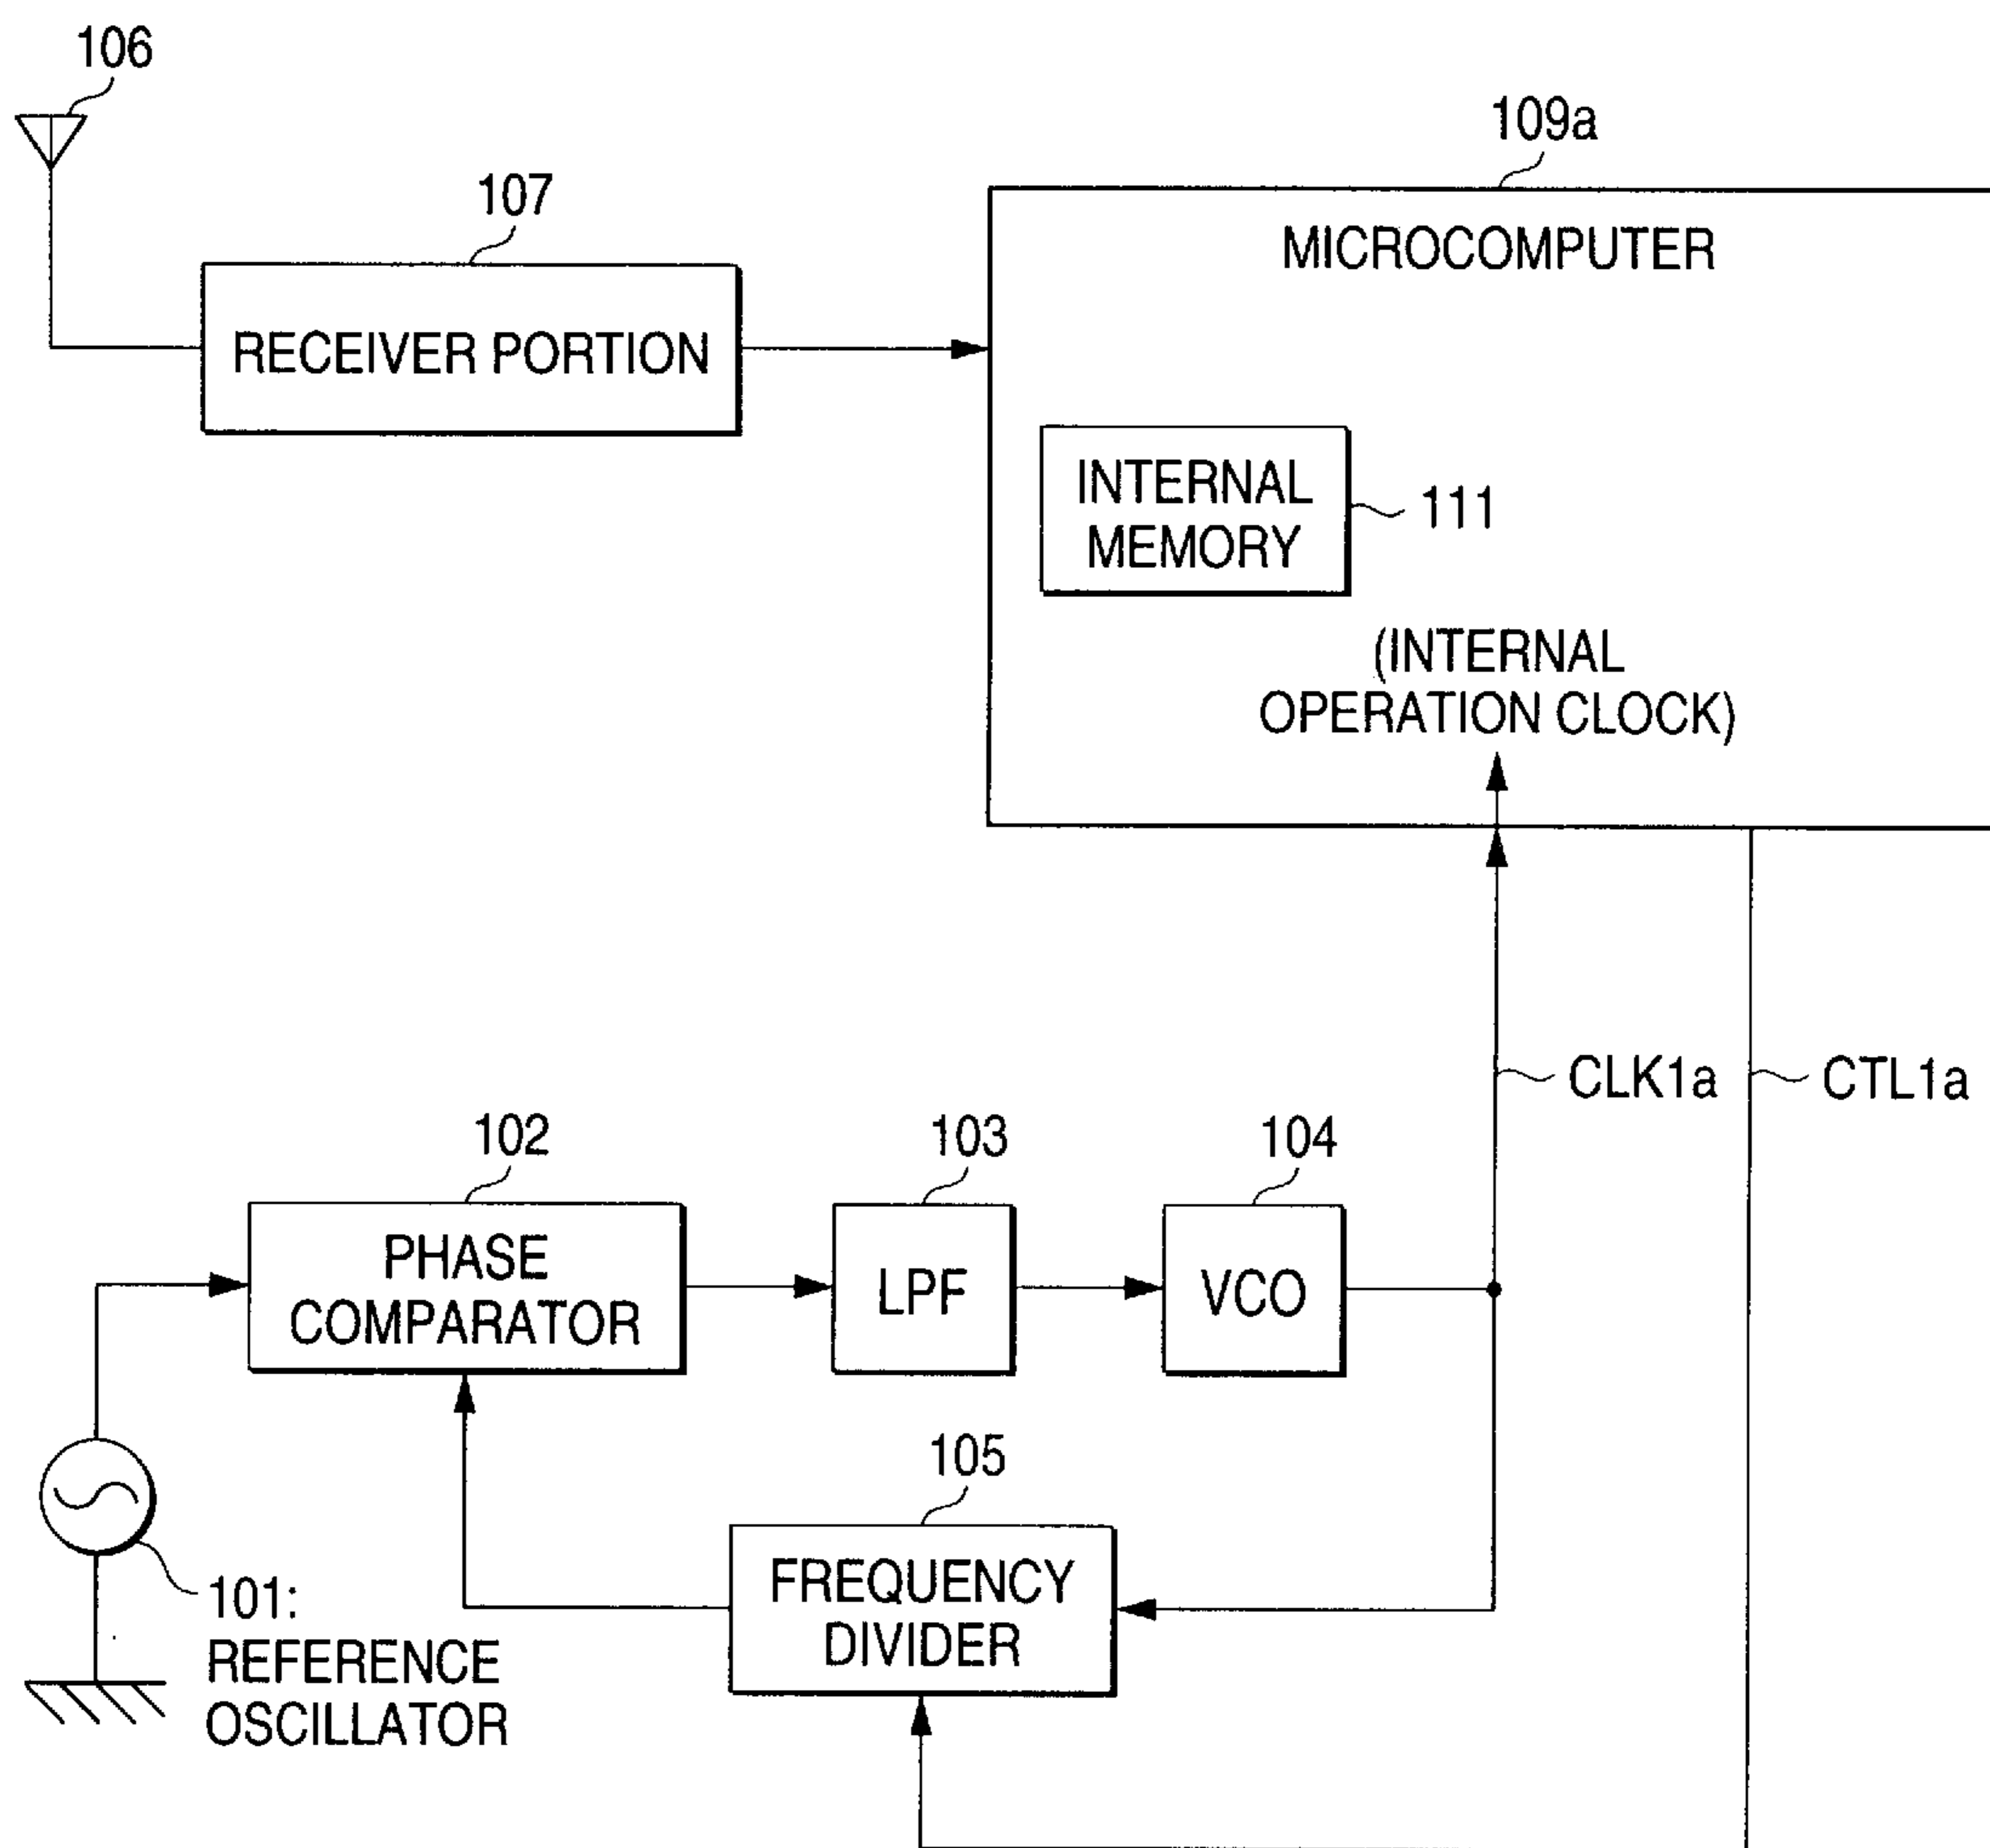 106
109a
107
MICROCOMPUTER
RECEIVER PORTION
INTERNAL
MEMORY
111
(INTERNAL
OPERATION CLOCK)
CLK1a
CTL1a
102
103
104
PHASE
COMPARATOR
LPF
VCO
105
FREQUENCY
DIVIDER
101:
REFERENCE
OSCILLATOR